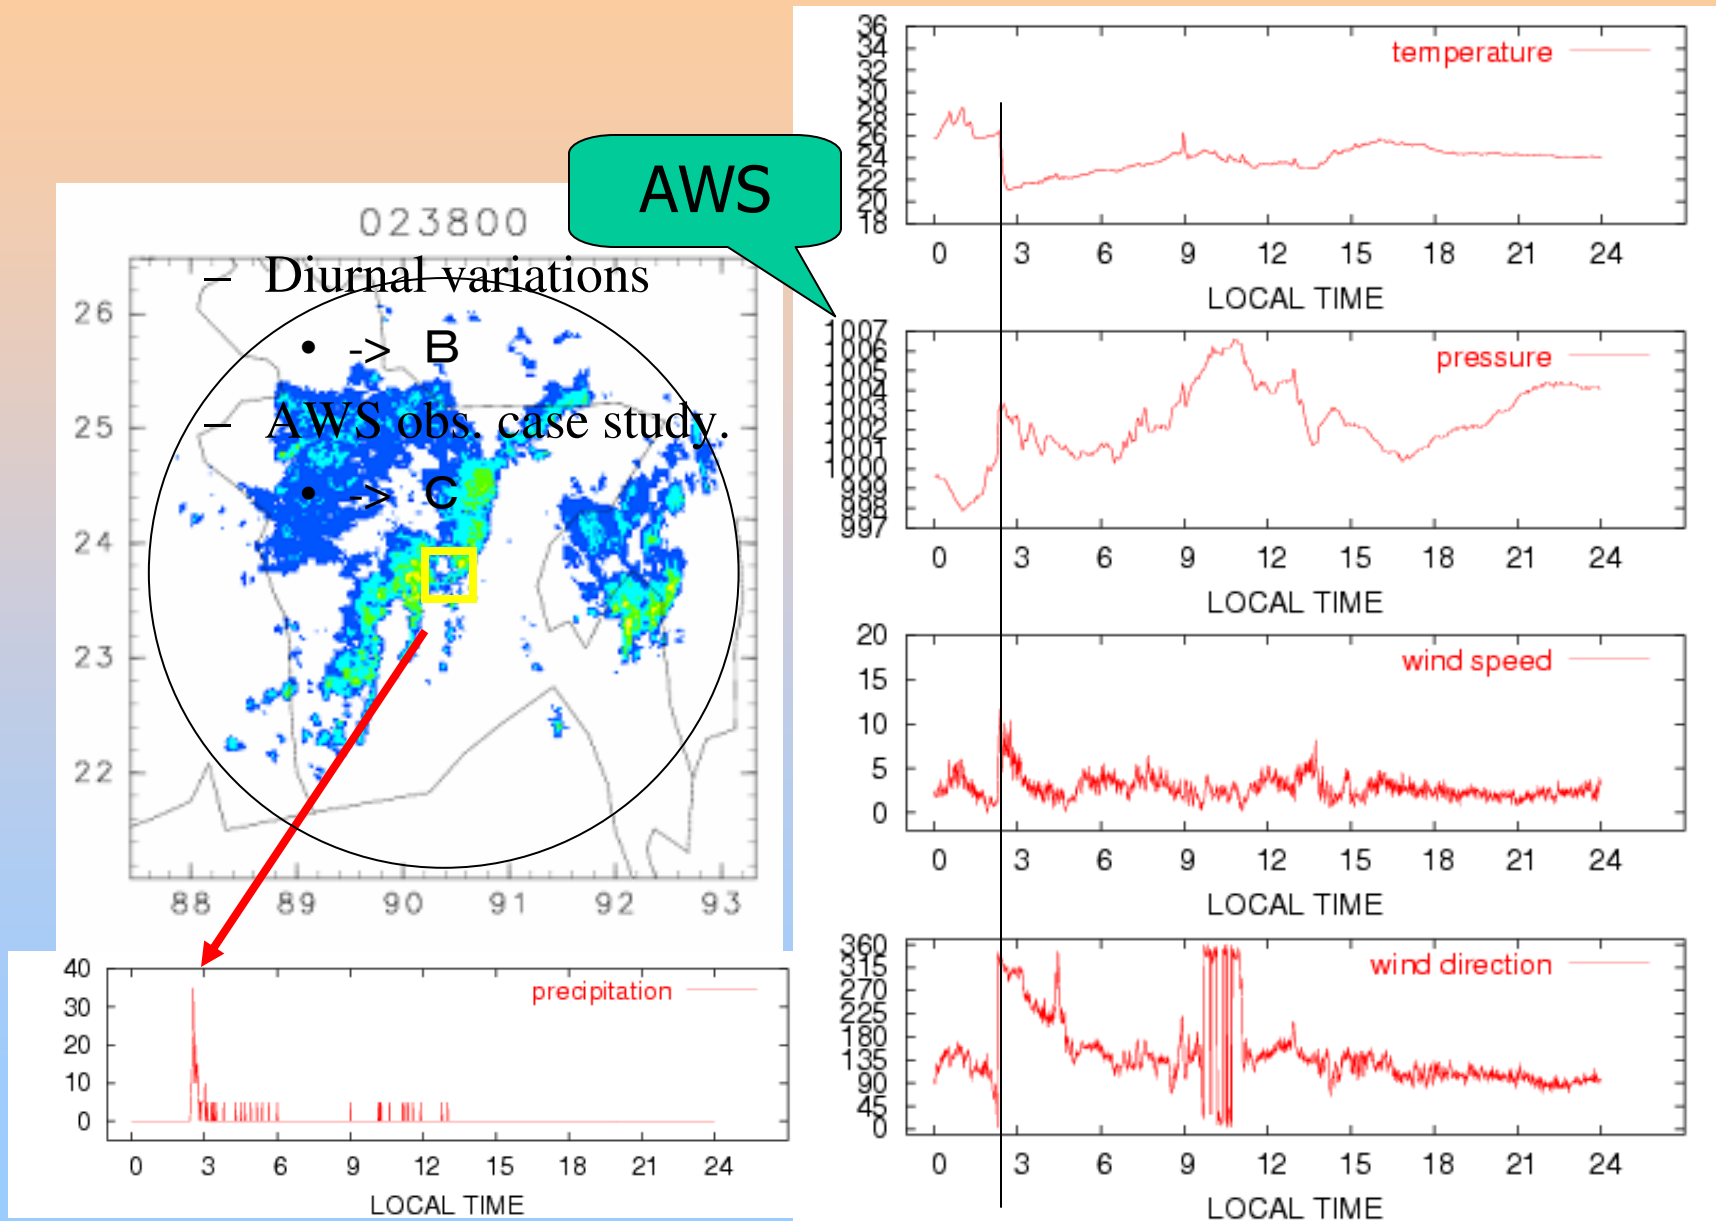 AWS
023800
– Diurnal variations
• -> B
– AWS obs. case study.
• -> C
26
25
24
23
22
88 89 90 91 92 93
40
30
20
10
0
precipitation
0 3 6 9 12 15 18 21 24
LOCAL TIME
36
34
32
30
28
26
24
22
20
18
temperature
0 3 6 9 12 15 18 21 24
LOCAL TIME
1007
1006
1005
1004
1003
1002
1001
1000
999
998
997
pressure
0 3 6 9 12 15 18 21 24
LOCAL TIME
20
15
10
5
0
wind speed
0 3 6 9 12 15 18 21 24
LOCAL TIME
360
315
270
225
180
135
90
45
0
wind direction
0 3 6 9 12 15 18 21 24
LOCAL TIME